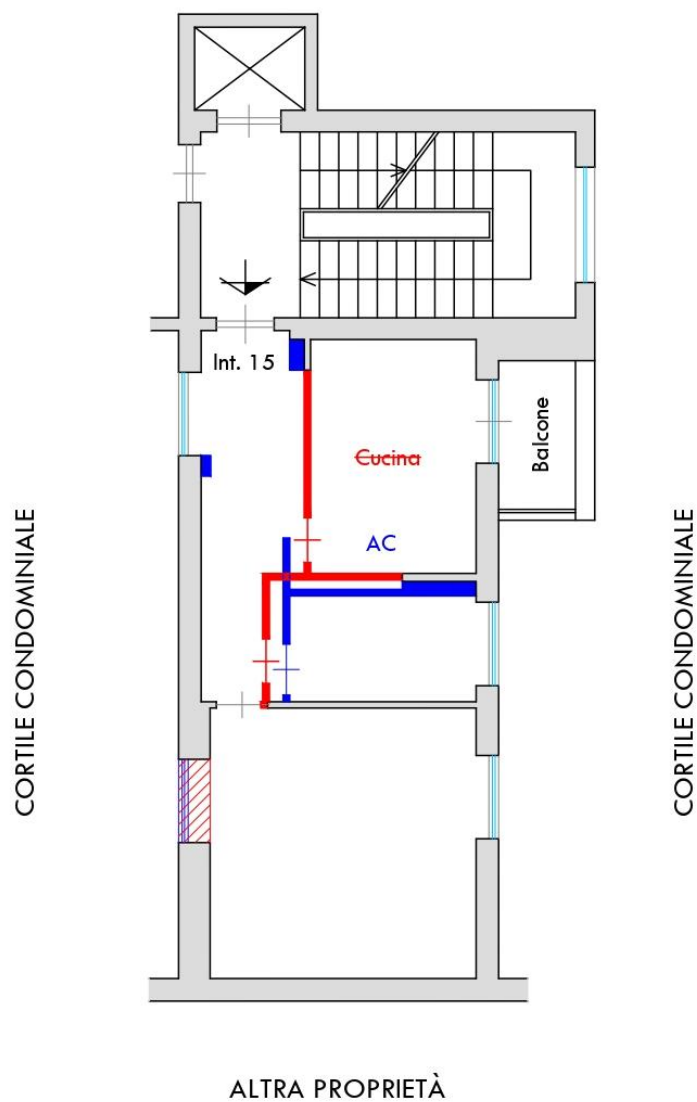 Int. 15
Cucina
Balcone
AC
CORTILE CONDOMINIALE
CORTILE CONDOMINIALE
ALTRA PROPRIETÀ